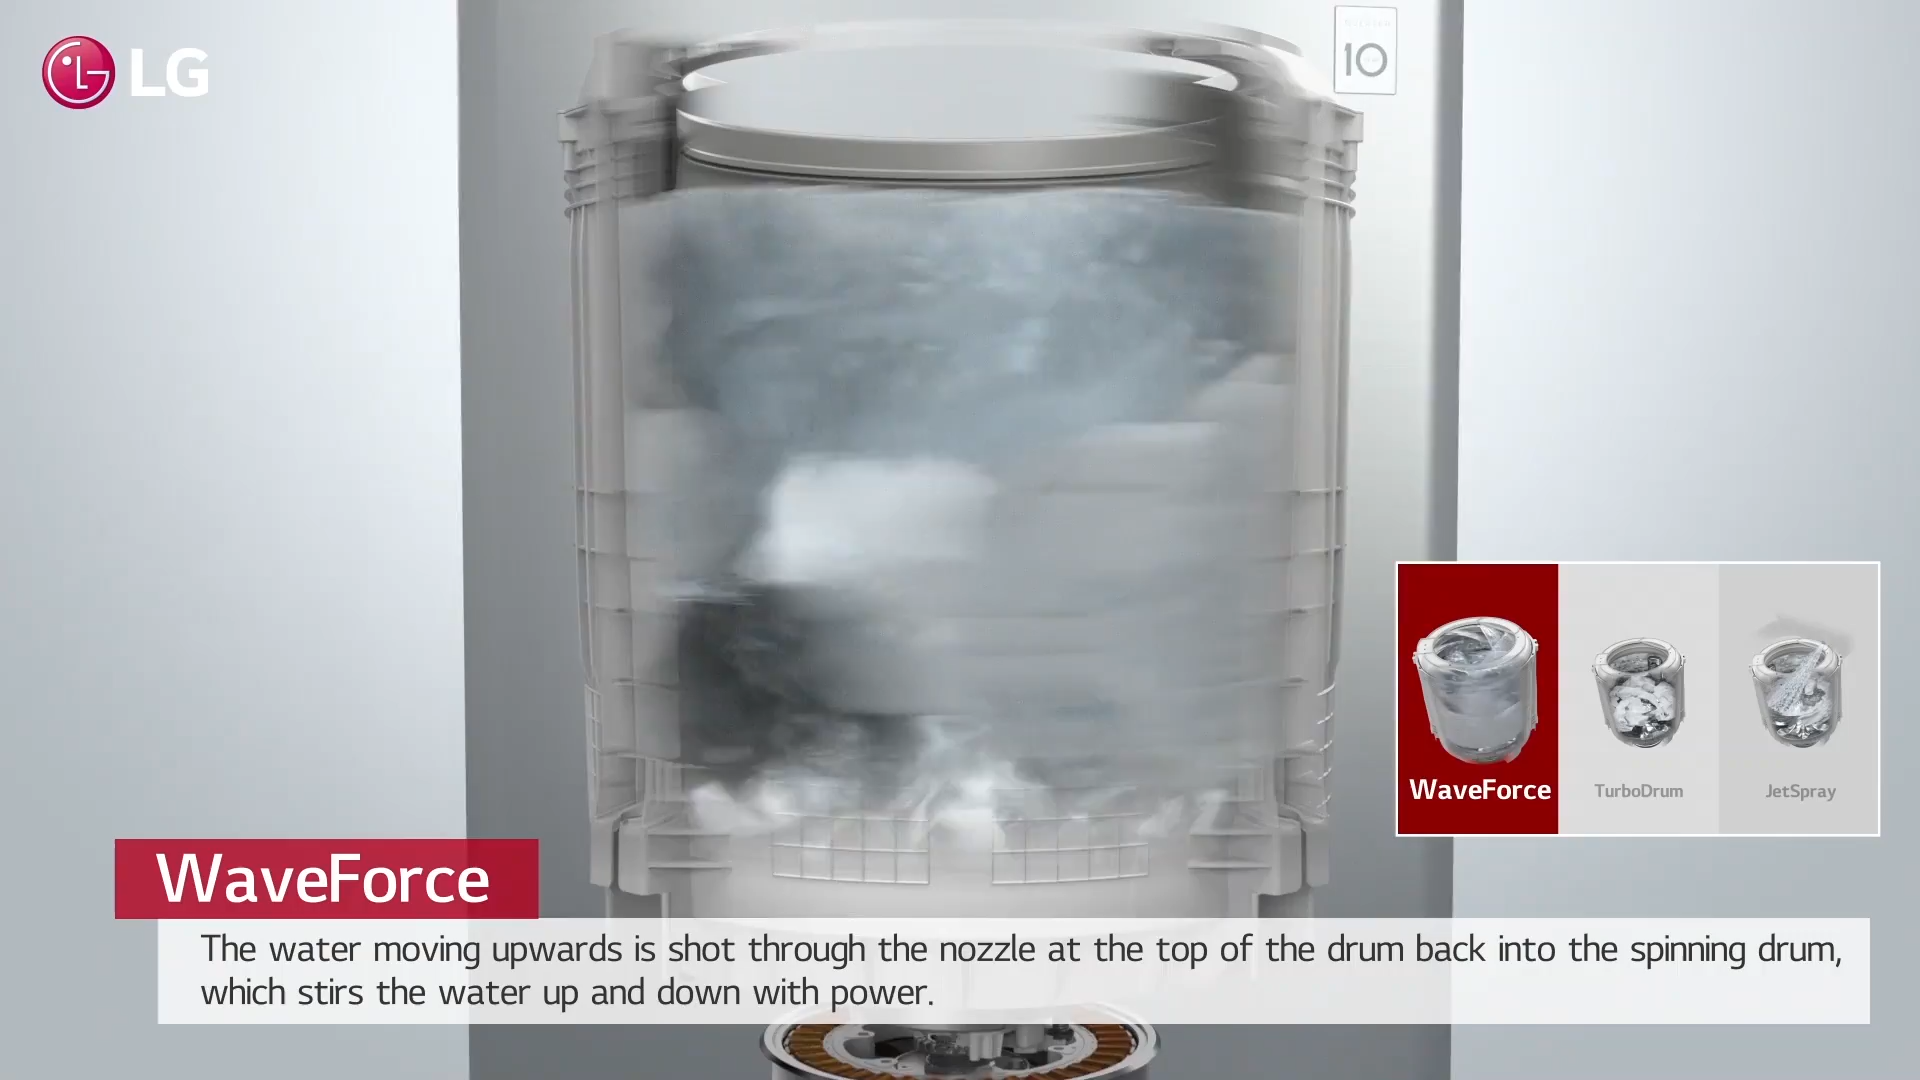 LG
10
WaveForce
TurboDrum
JetSpray
WaveForce
The water moving upwards is shot through the nozzle at the top of the drum back into the spinning drum,
which stirs the water up and down with power.